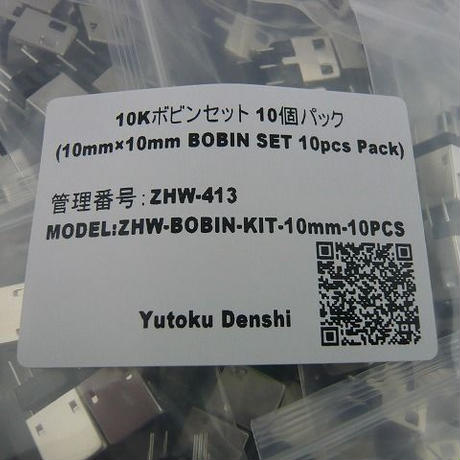 10Kボビンセット 10個パック
(10mm×10mm BOBIN SET 10pcs Pack)
管理番号：ZHW-413
MODEL:ZHW-BOBIN-KIT-10mm-10PCS
Yutoku Denshi